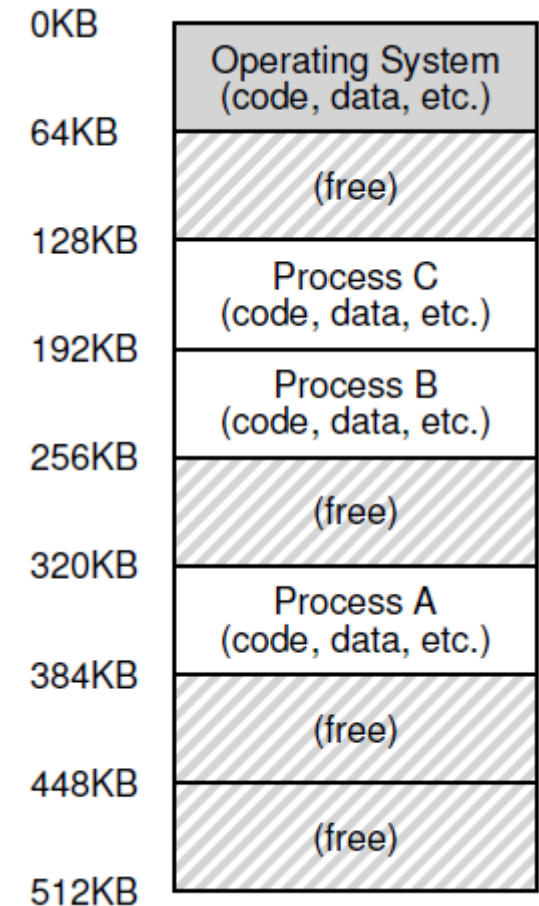 0KB
Operating System
(code, data, etc.)
64KB
(free)
128KB
Process C
(code, data, etc.)
192KB
Process B
(code, data, etc.)
256KB
(free)
320KB
Process A
(code, data, etc.)
384KB
(free)
448KB
(free)
512KB